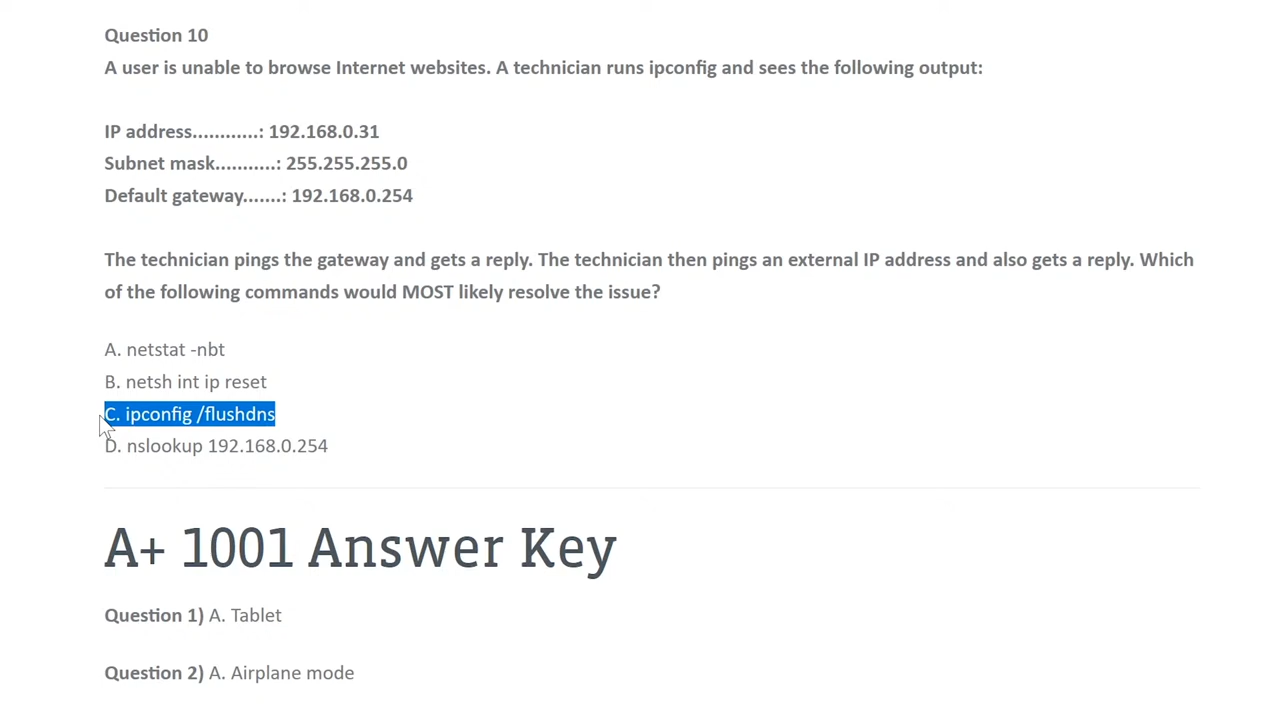 Question 10
A user is unable to browse Internet websites. A technician runs ipconfig and sees the following output:
IP address............: 192.168.0.31
Subnet mask...........: 255.255.255.0
Default gateway.......: 192.168.0.254
The technician pings the gateway and gets a reply. The technician then pings an external IP address and also gets a reply. Which
of the following commands would MOST likely resolve the issue?
A. netstat -nbt
B. netsh int ip reset
C. ipconfig /flushdns
D. nslookup 192.168.0.254
A+ 1001 Answer Key
Question 1) A. Tablet
Question 2) A. Airplane mode